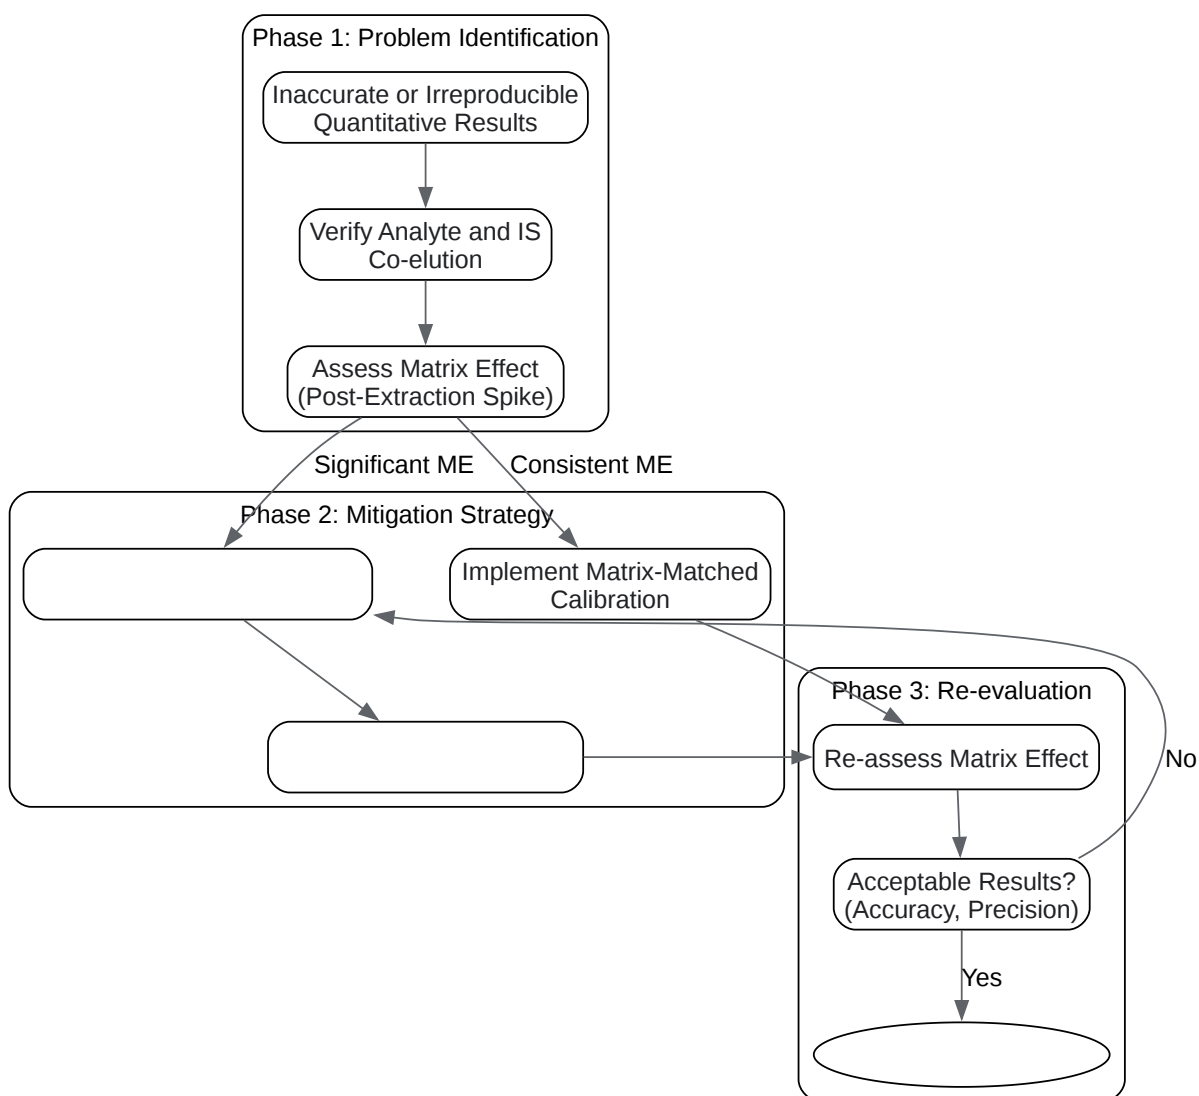 Phase 1: Problem Identification
Inaccurate or Irreproducible
Quantitative Results
Verify Analyte and IS
Co-elution
Assess Matrix Effect
(Post-Extraction Spike)
Significant ME
Consistent ME
Phase 2: Mitigation Strategy
Implement Matrix-Matched
Calibration
Phase 3: Re-evaluation
Re-assess Matrix Effect
No
Acceptable Results?
(Accuracy, Precision)
Yes